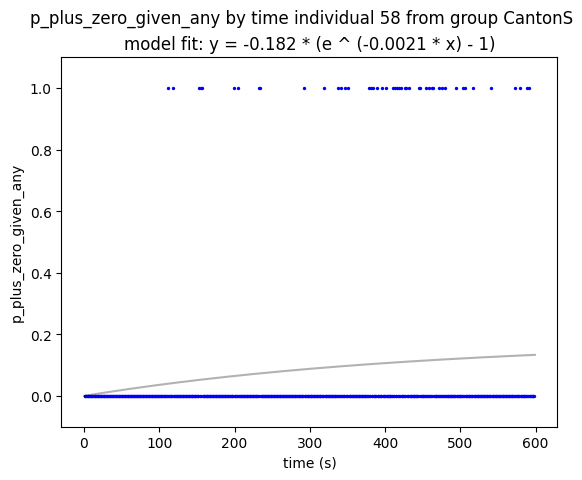 p_plus_zero_given_any by time individual 58 from group CantonS
model fit: y = -0.182 * (e ^ (-0.0021 * x) - 1)
1.0
0.8
0.6
0.4
0.2
0.0
p_plus_zero_given_any
0 100 200 300 400 500 600
time (s)